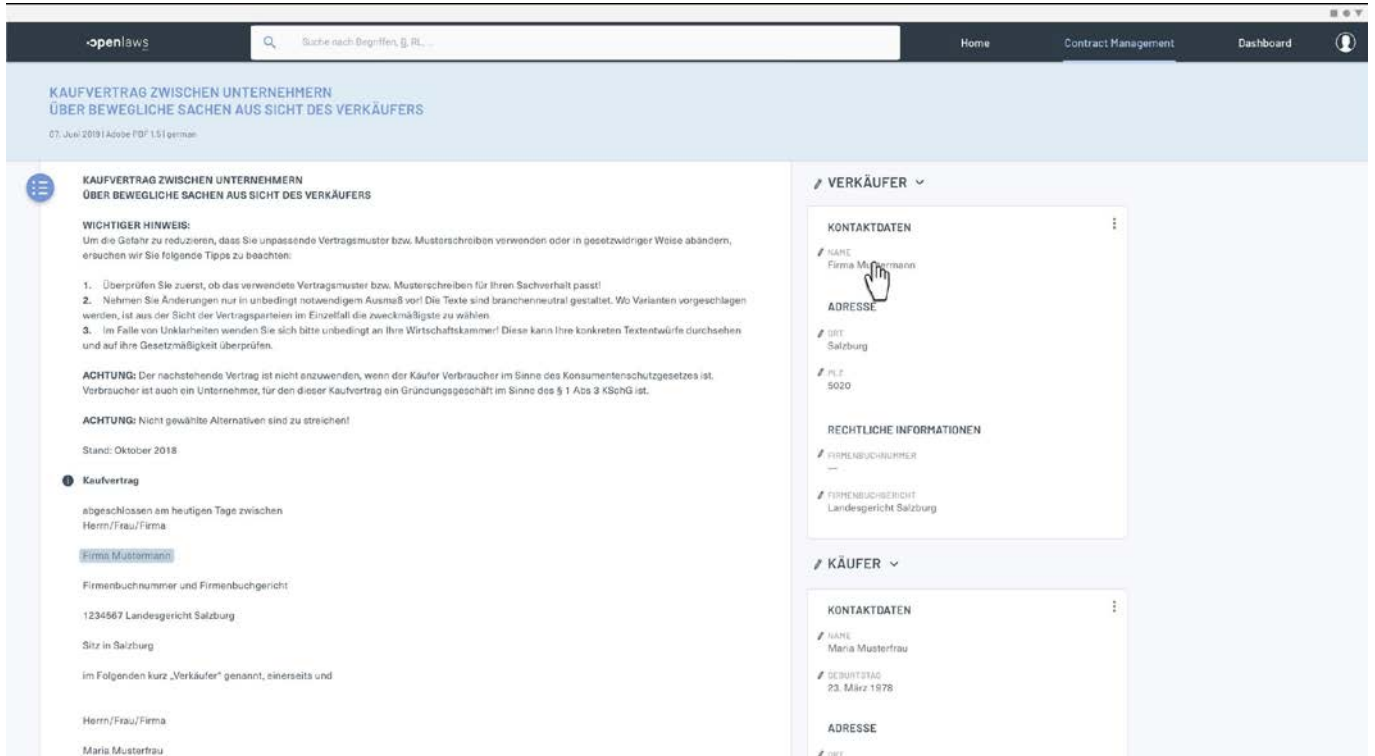 openlaws
Suche nach Begriffen, §, RL, ...
Home
Contract Management
Dashboard
KAUFVERTRAG ZWISCHEN UNTERNEHMERN
ÜBER BEWEGLICHE SACHEN AUS SICHT DES VERKÄUFERS
07. Juni 2019 | Adobe PDF 1.5 | german
KAUFVERTRAG ZWISCHEN UNTERNEHMERN
ÜBER BEWEGLICHE SACHEN AUS SICHT DES VERKÄUFERS
WICHTIGER HINWEIS:
Um die Gefahr zu reduzieren, dass Sie unpassende Vertragsmuster bzw. Musterschreiben verwenden oder in gesetzwidriger Weise abändern,
ersuchen wir Sie folgende Tipps zu beachten:
1. Überprüfen Sie zuerst, ob das verwendete Vertragsmuster bzw. Musterschreiben für Ihren Sachverhalt passt!
2. Nehmen Sie Änderungen nur in unbedingt notwendigem Ausmaß vor! Die Texte sind branchenneutral gestaltet. Wo Varianten vorgeschlagen
werden, ist aus der Sicht der Vertragsparteien im Einzelfall die zweckmäßigste zu wählen.
3. Im Falle von Unklarheiten wenden Sie sich bitte unbedingt an Ihre Wirtschaftskammer! Diese kann Ihre konkreten Textentwürfe durchsehen
und auf ihre Gesetzmäßigkeit überprüfen.
ACHTUNG: Der nachstehende Vertrag ist nicht anzuwenden, wenn der Käufer Verbraucher im Sinne des Konsumentenschutzgesetzes ist.
Verbraucher ist auch ein Unternehmer, für den dieser Kaufvertrag ein Gründungsgeschäft im Sinne des § 1 Abs 3 KSchG ist.
ACHTUNG: Nicht gewählte Alternativen sind zu streichen!
Stand: Oktober 2018
Kaufvertrag
abgeschlossen am heutigen Tage zwischen
Herrn/Frau/Firma
Firma Mustermann
Firmenbuchnummer und Firmenbuchgericht
1234567 Landesgericht Salzburg
Sitz in Salzburg
im Folgenden kurz „Verkäufer" genannt, einerseits und
Herrn/Frau/Firma
Maria Musterfrau
VERKÄUFER
KONTAKTDATEN
NAME
Firma Mustermann
ADRESSE
ORT
Salzburg
PLZ
5020
RECHTLICHE INFORMATIONEN
FIRMENBUCHNUMMER
—
FIRMENBUCHGERICHT
Landesgericht Salzburg
KÄUFER
KONTAKTDATEN
NAME
Maria Musterfrau
GEBURTSTAG
23. März 1978
ADRESSE
ORT